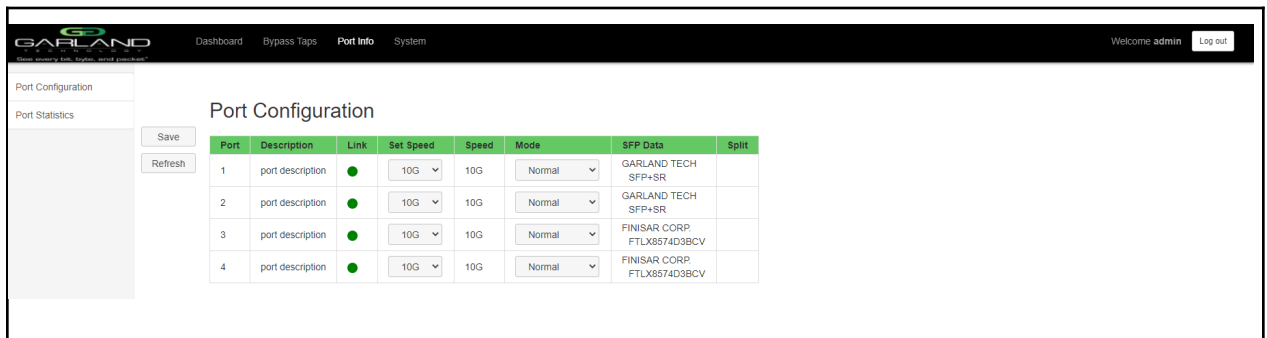 GARLAND
TECHNOLOGY
See every bit, byte, and packet®
Dashboard Bypass Taps Port Info System Welcome admin Log out
Port Configuration
Port Statistics
Save
Refresh
Port Configuration
Port Description Link Set Speed Speed Mode SFP Data Split
1 port description 10G 10G Normal GARLAND TECH
SFP+SR
2 port description 10G 10G Normal GARLAND TECH
SFP+SR
3 port description 10G 10G Normal FINISAR CORP.
FTLX8574D3BCV
4 port description 10G 10G Normal FINISAR CORP.
FTLX8574D3BCV